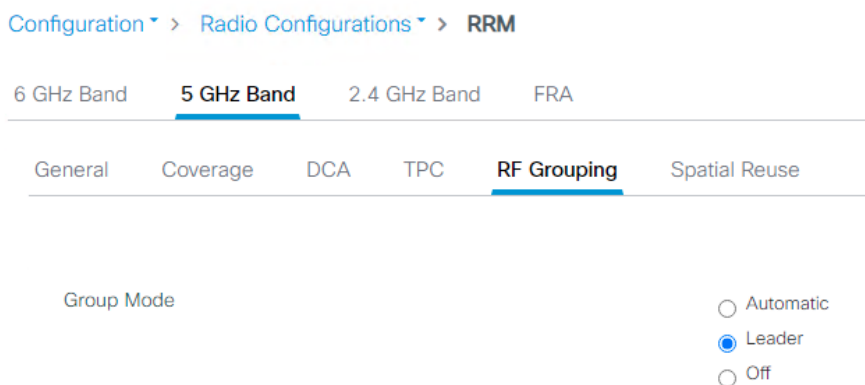 Configuration > Radio Configurations > RRM
6 GHz Band 5 GHz Band 2.4 GHz Band FRA
General Coverage DCA TPC RF Grouping Spatial Reuse
Group Mode Automatic
Leader
Off